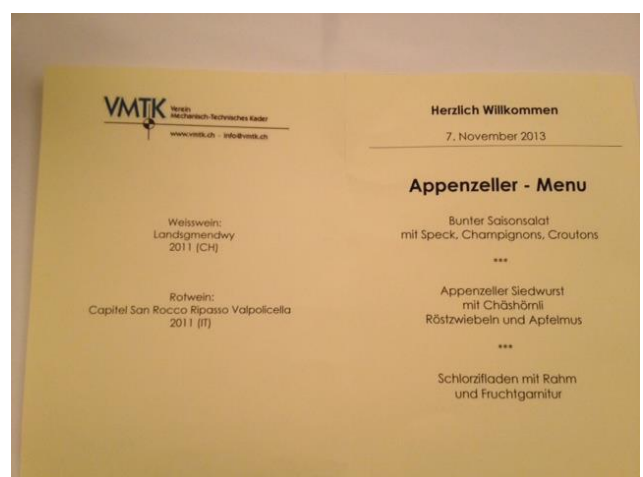 VMTK
Verein
Mechanisch-Technisches Kader
www.vmtk.ch - info@vmtk.ch
Weisswein:
Landsgmendwy
2011 (CH)
Rotwein:
Capitel San Rocco Ripasso Valpolicella
2011 (IT)
Herzlich Willkommen
7. November 2013
Appenzeller - Menu
Bunter Saisonsalat
mit Speck, Champignons, Croutons
***
Appenzeller Siedwurst
mit Chäshörnli
Röstzwiebeln und Apfelmus
***
Schlorzifladen mit Rahm
und Fruchtgarnitur